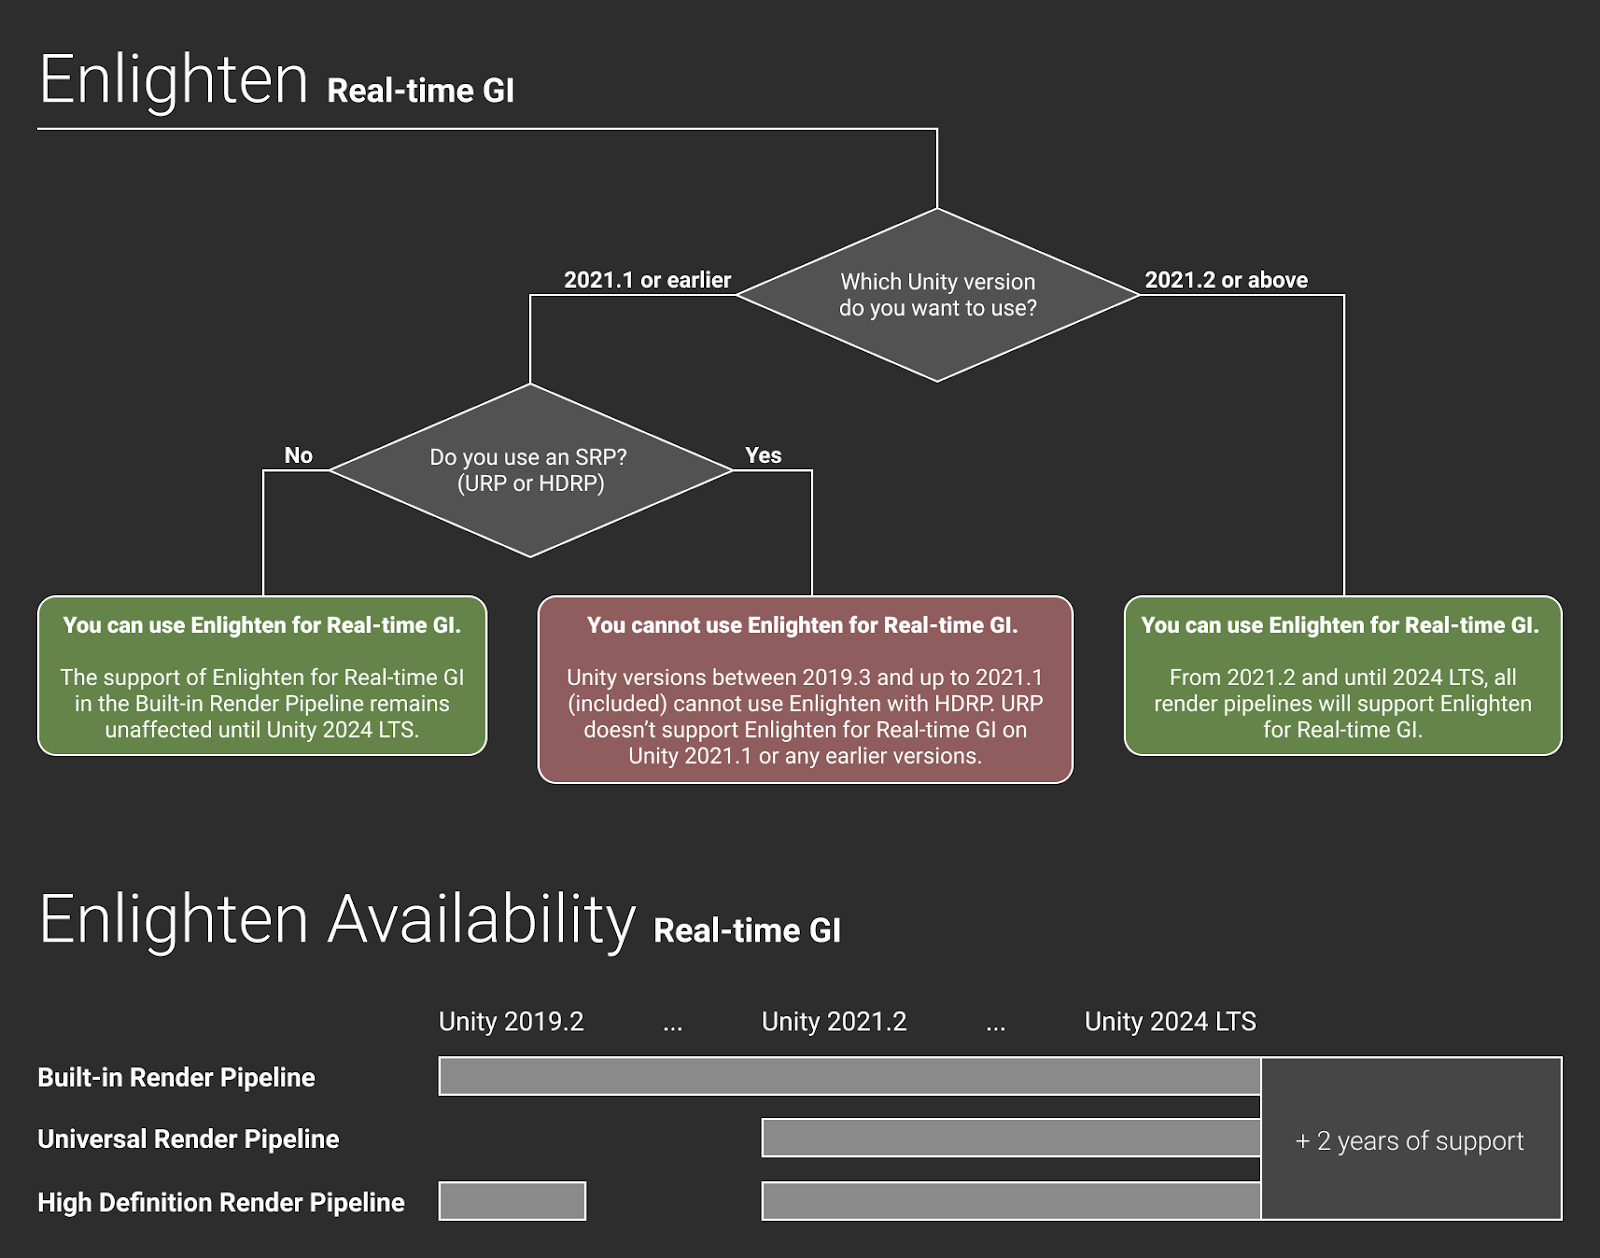 Enlighten Real-time GI
2021.1 or earlier
Which Unity version
do you want to use?
2021.2 or above
No
Do you use an SRP?
(URP or HDRP)
Yes
You can use Enlighten for Real-time GI.
The support of Enlighten for Real-time GI
in the Built-in Render Pipeline remains
unaffected until Unity 2024 LTS.
You cannot use Enlighten for Real-time GI.
Unity versions between 2019.3 and up to 2021.1
(included) cannot use Enlighten with HDRP. URP
doesn’t support Enlighten for Real-time GI on
Unity 2021.1 or any earlier versions.
You can use Enlighten for Real-time GI.
From 2021.2 and until 2024 LTS, all
render pipelines will support Enlighten
for Real-time GI.
Enlighten Availability Real-time GI
Unity 2019.2 ... Unity 2021.2 ... Unity 2024 LTS
Built-in Render Pipeline
Universal Render Pipeline
+ 2 years of support
High Definition Render Pipeline